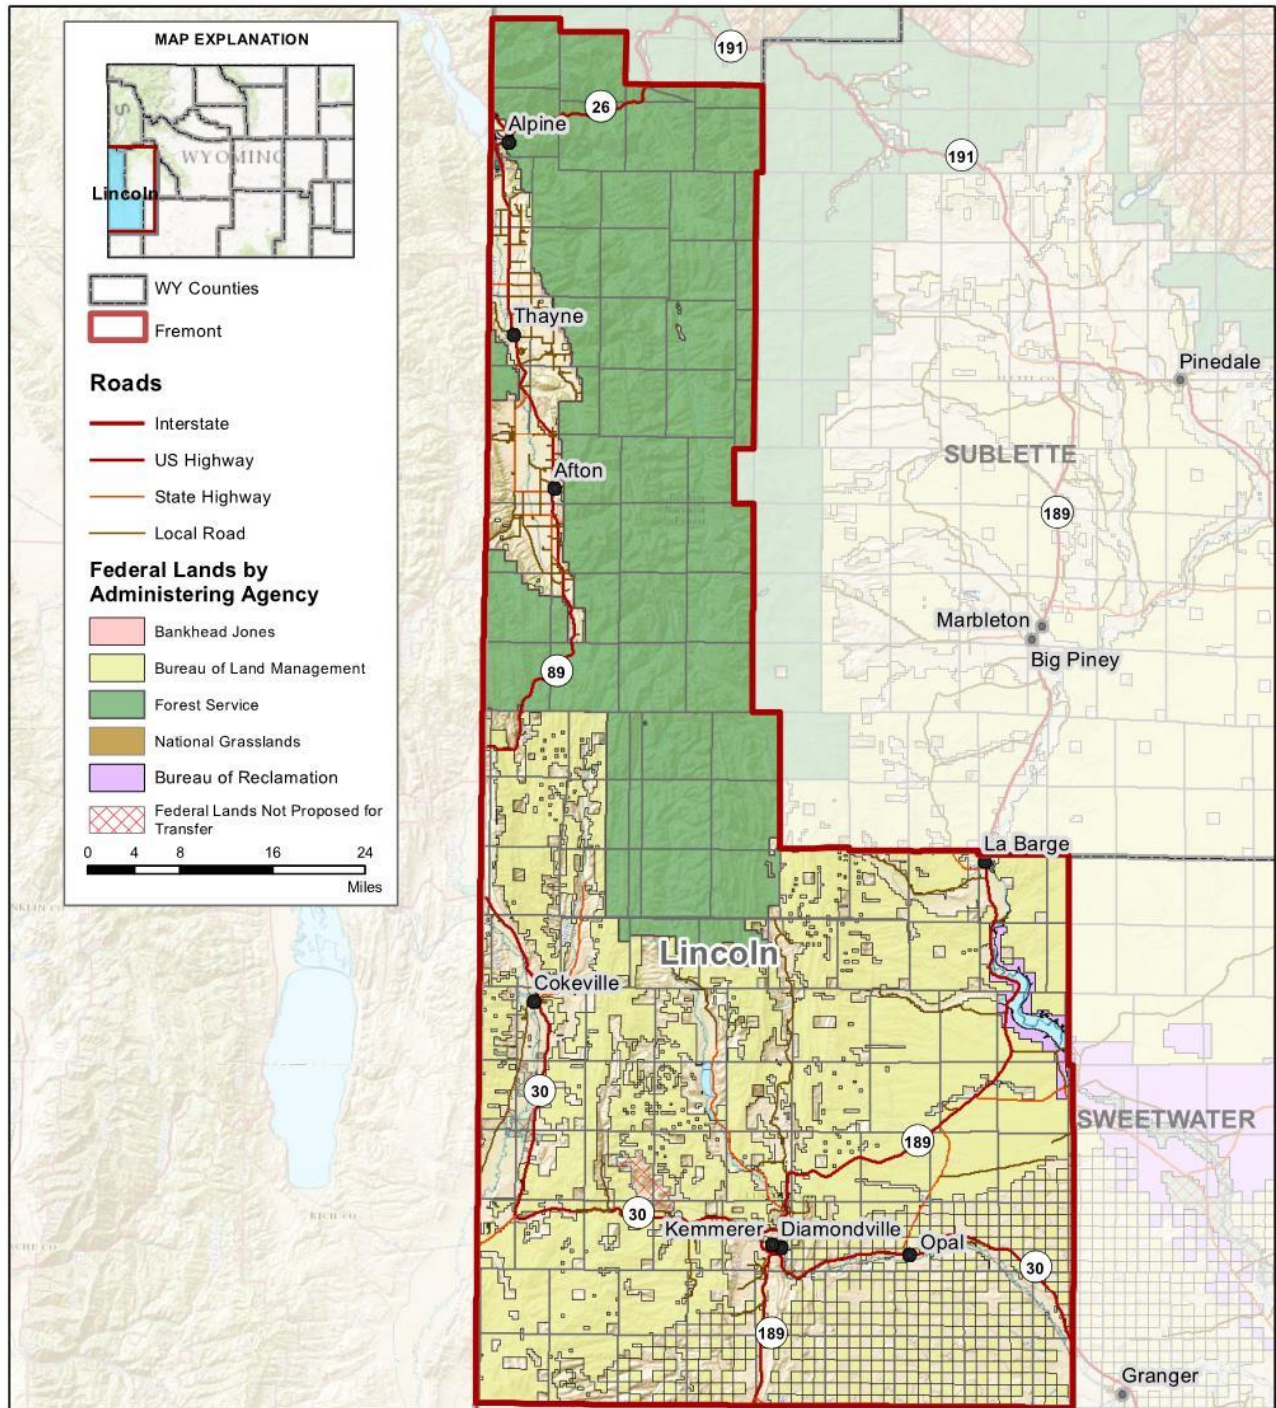 MAP EXPLANATION
WYOMING
Lincoln
WY Counties
Fremont
Roads
Interstate
US Highway
State Highway
Local Road
Federal Lands by
Administering Agency
Bankhead Jones
Bureau of Land Management
Forest Service
National Grasslands
Bureau of Reclamation
Federal Lands Not Proposed for
Transfer
0 4 8 16 24
Miles
191
26
Alpine
191
Thayne
Pinedale
SUBLETTE
Afton
189
Marbleton
Big Piney
89
La Barge
Lincoln
Cokeville
30
SWEETWATER
189
RICH CO
30
Kemmerer
Diamondville
Opal
30
189
Granger